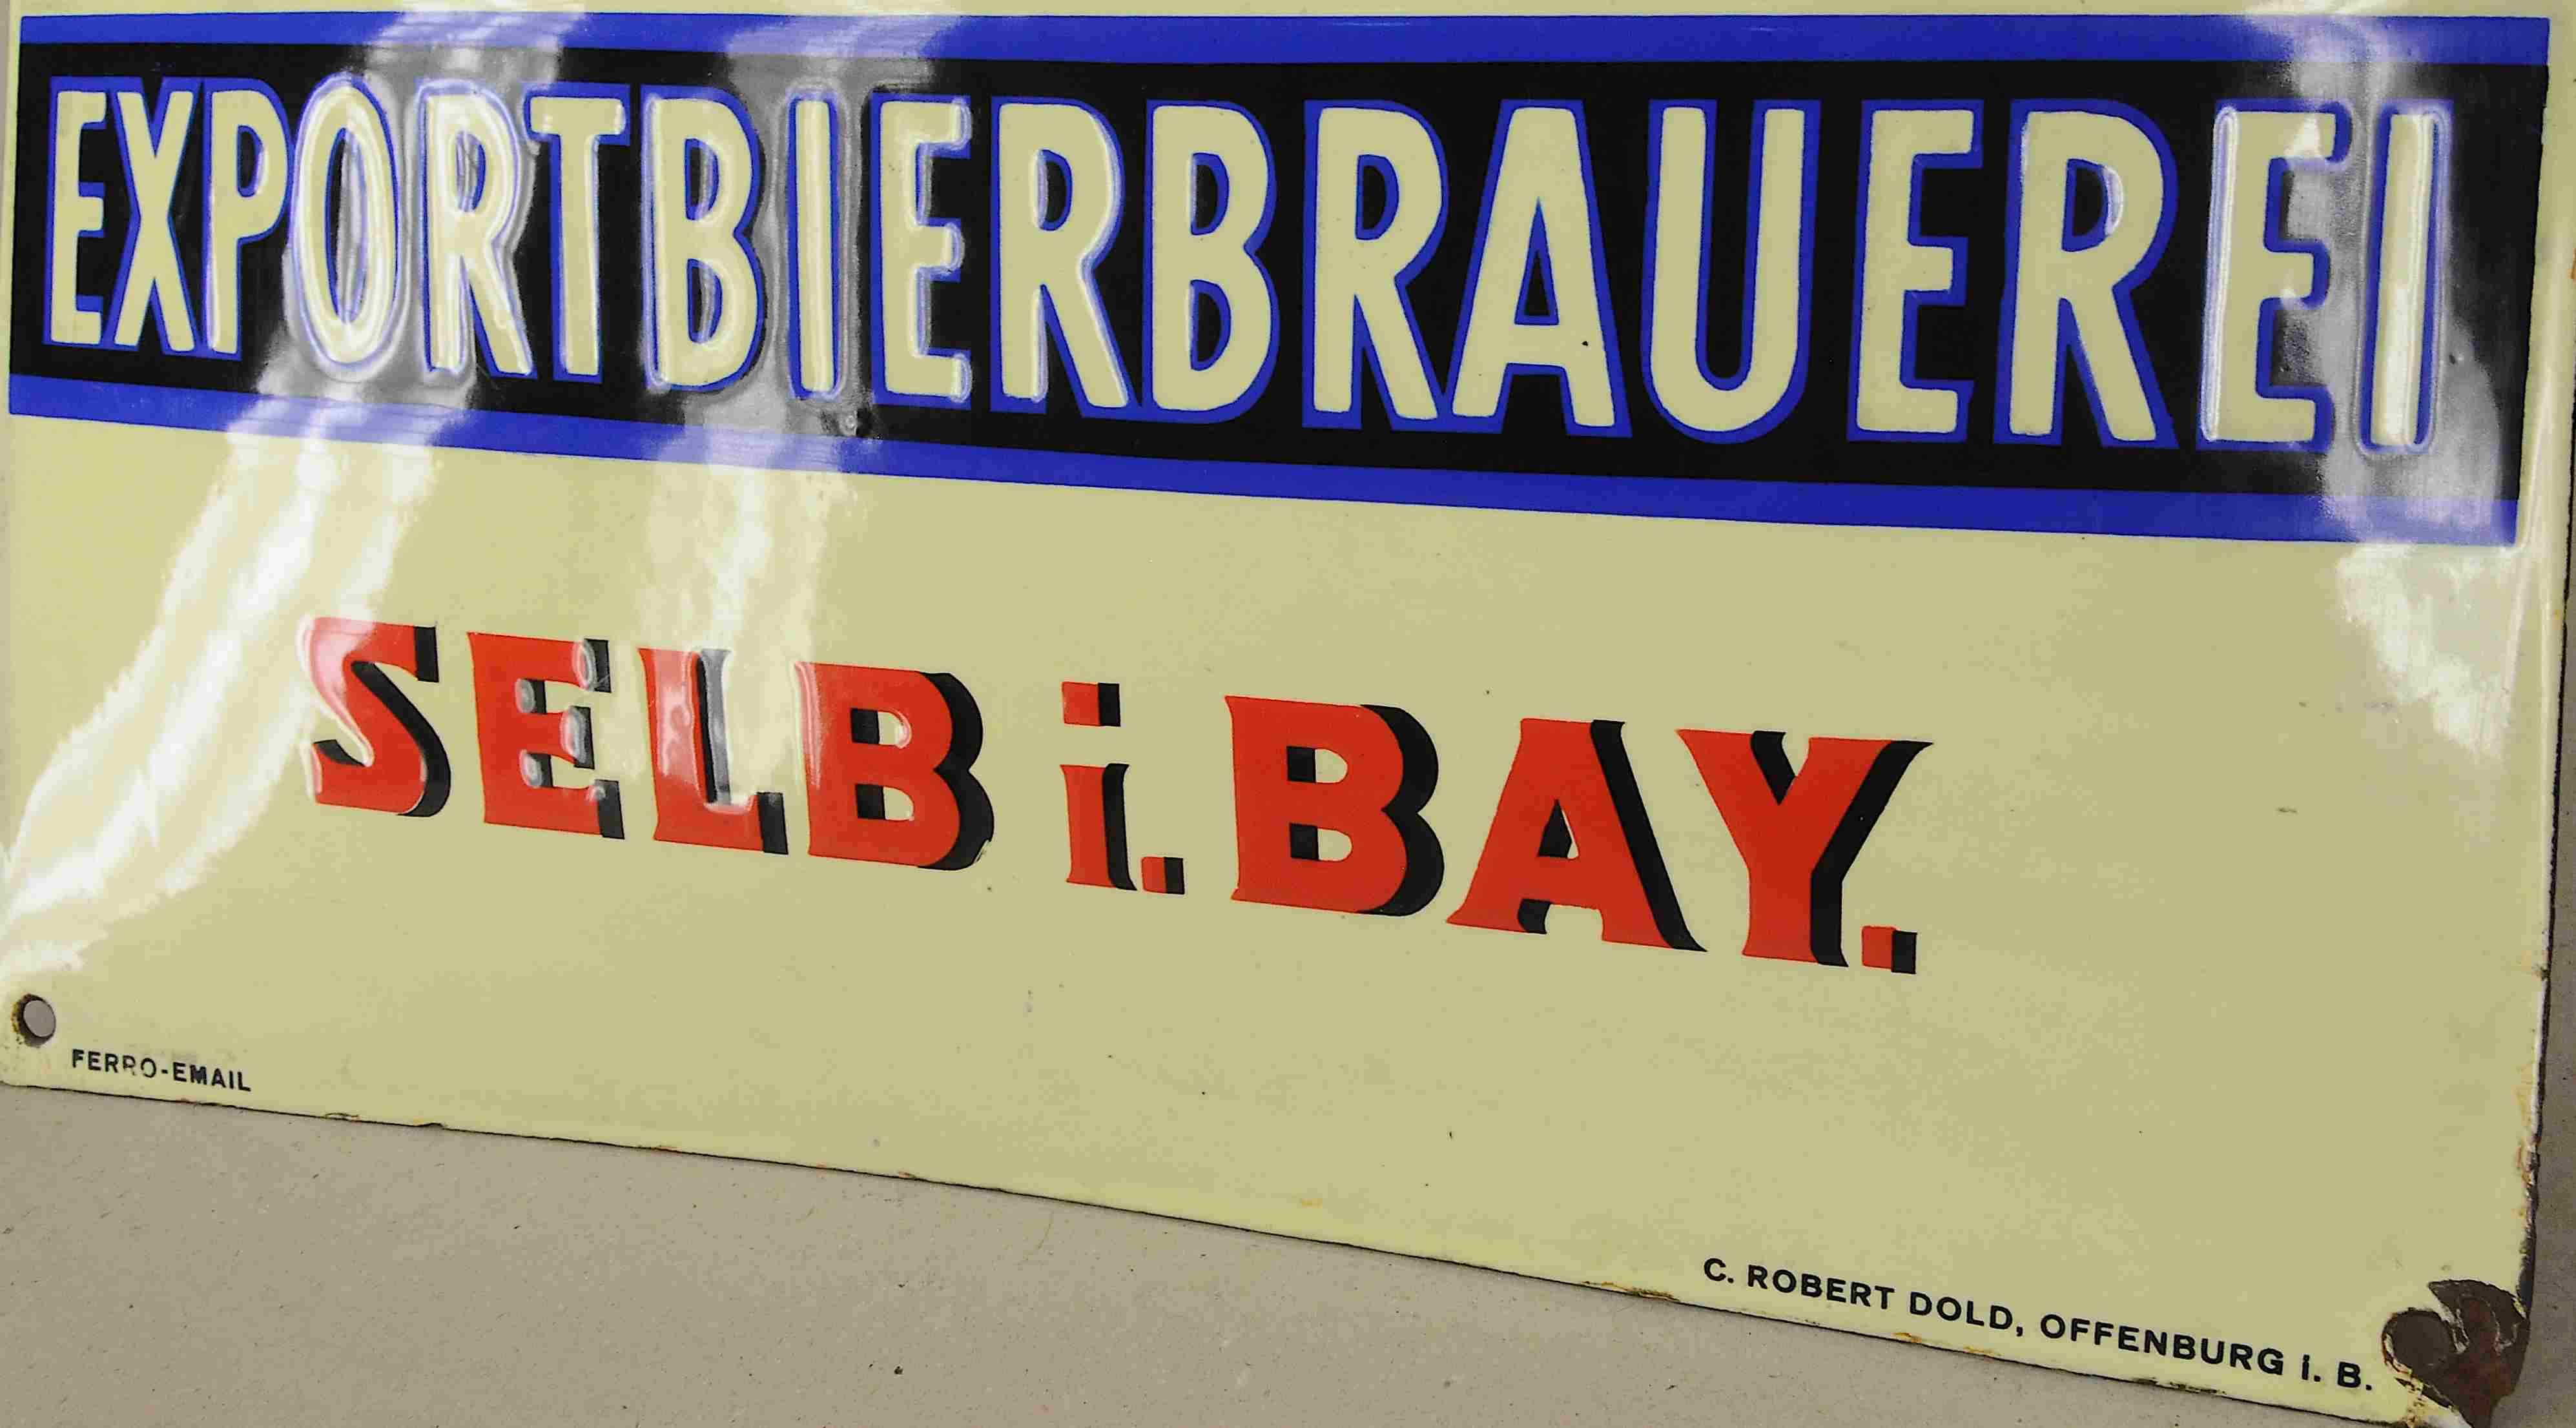 EXPORTBIERBRAUEREI
SELB i. BAY.
FERRO-EMAIL
C. ROBERT DOLD, OFFENBURG i. B.